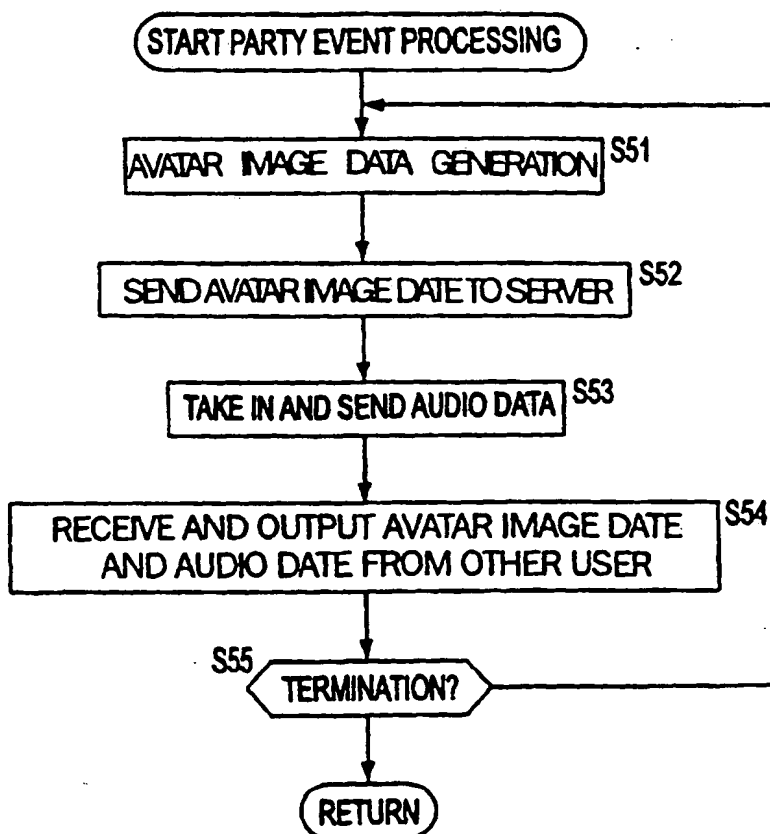 START PARTY EVENT PROCESSING
AVATAR IMAGE DATA GENERATION
S51
SEND AVATAR IMAGE DATE TO SERVER
S52
TAKE IN AND SEND AUDIO DATA
S53
RECEIVE AND OUTPUT AVATAR IMAGE DATE
AND AUDIO DATE FROM OTHER USER
S54
S55
TERMINATION?
RETURN